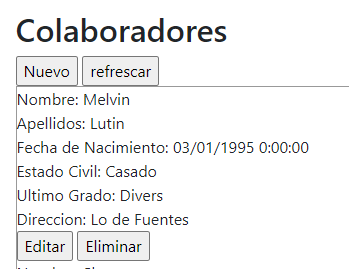 Colaboradores
Nuevo refrescar
Nombre: Melvin
Apellidos: Lutin
Fecha de Nacimiento: 03/01/1995 0:00:00
Estado Civil: Casado
Ultimo Grado: Divers
Direccion: Lo de Fuentes
Editar Eliminar